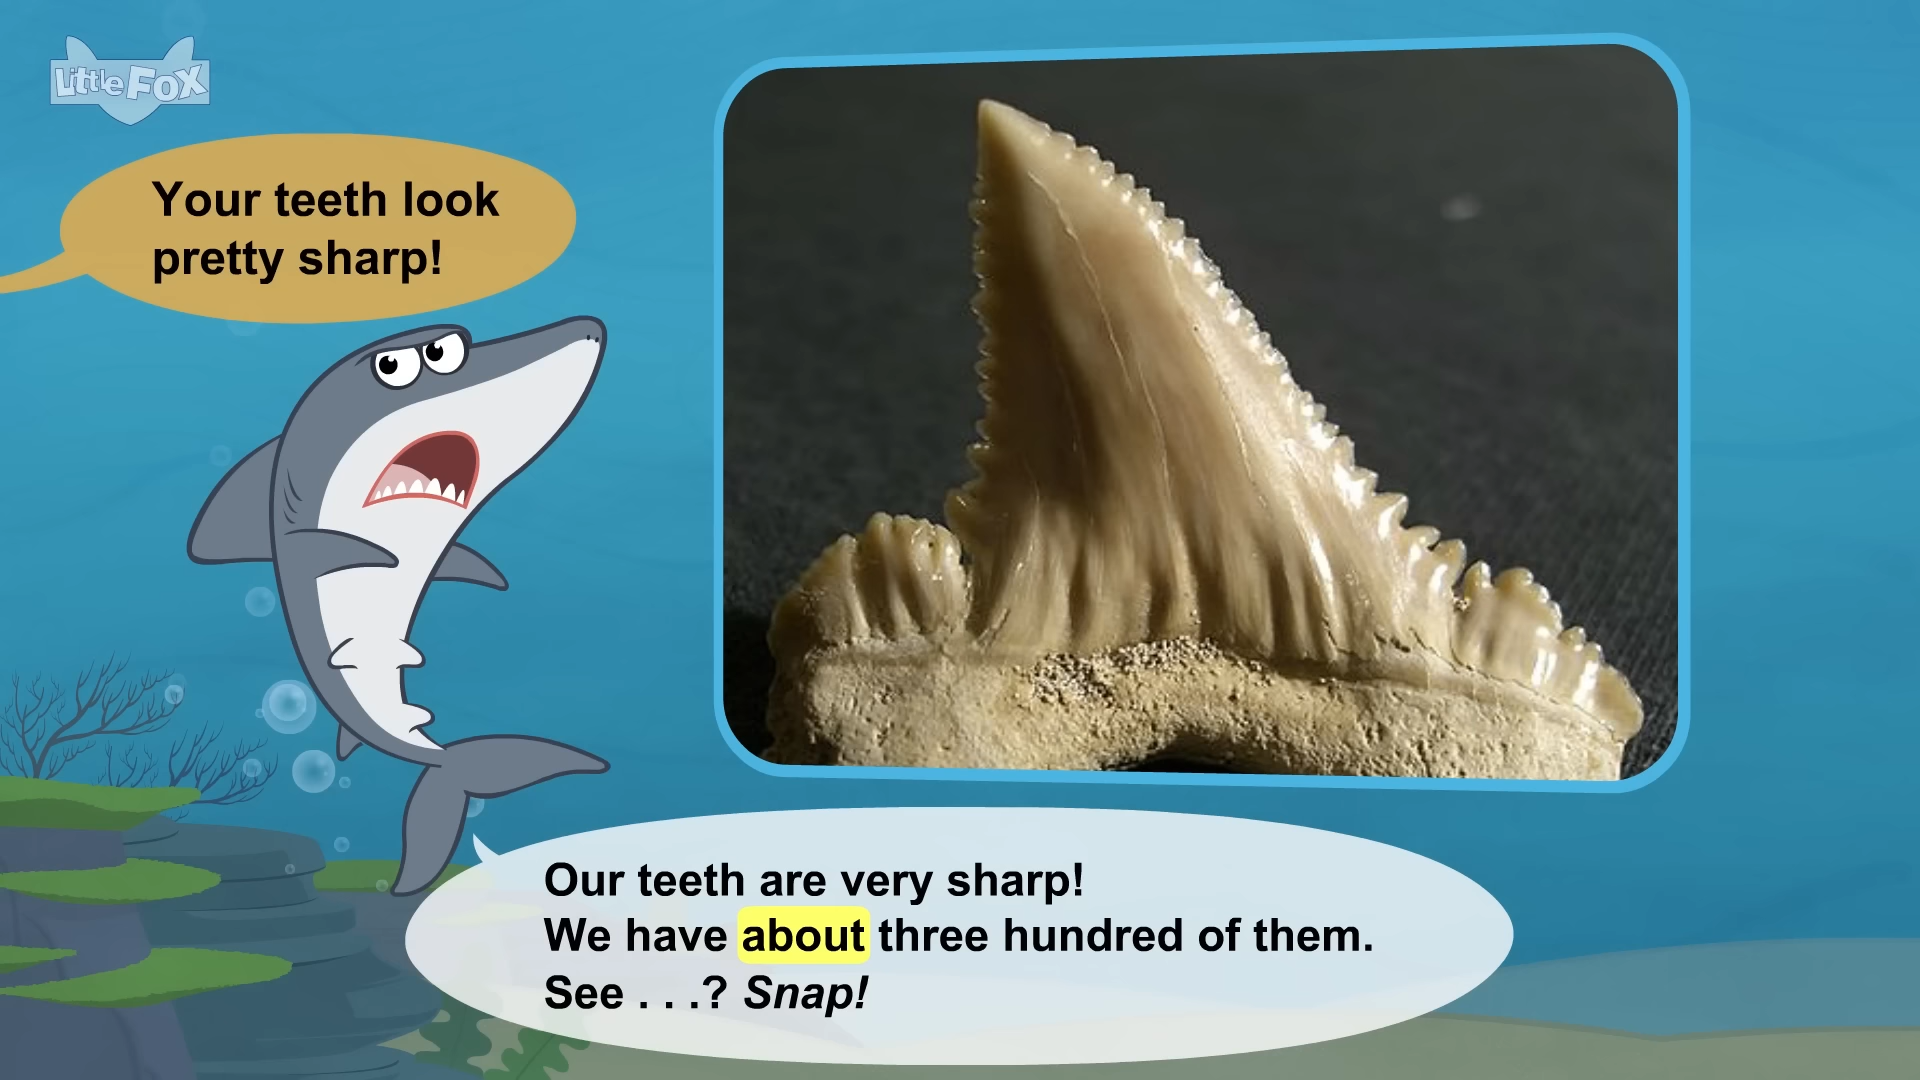 Little Fox
Your teeth look
pretty sharp!
Our teeth are very sharp!
We have about three hundred of them.
See . . .? Snap!